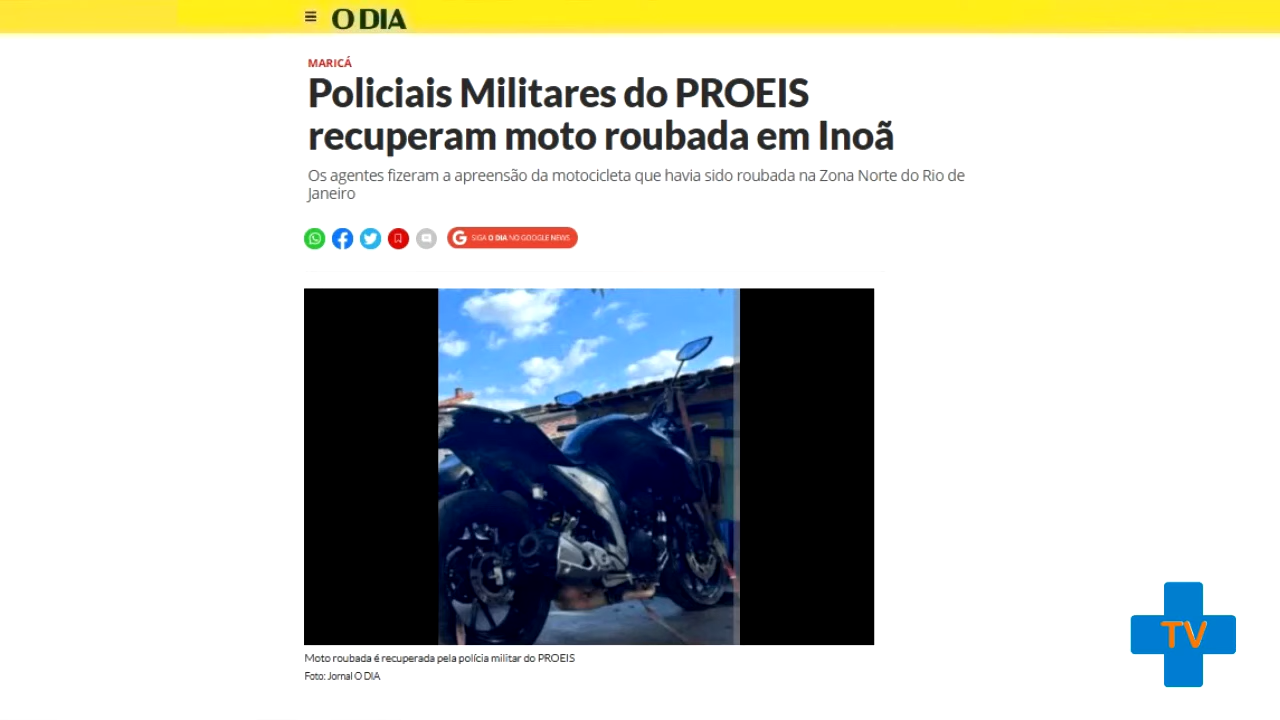 O DIA
MARICÁ
Policiais Militares do PROEIS
recuperam moto roubada em Inoã
Os agentes fizeram a apreensão da motocicleta que havia sido roubada na Zona Norte do Rio de
Janeiro
SIGA O DIA NO GOOGLE NEWS
Moto roubada é recuperada pela polícia militar do PROEIS
Foto: Jornal O DIA
TV